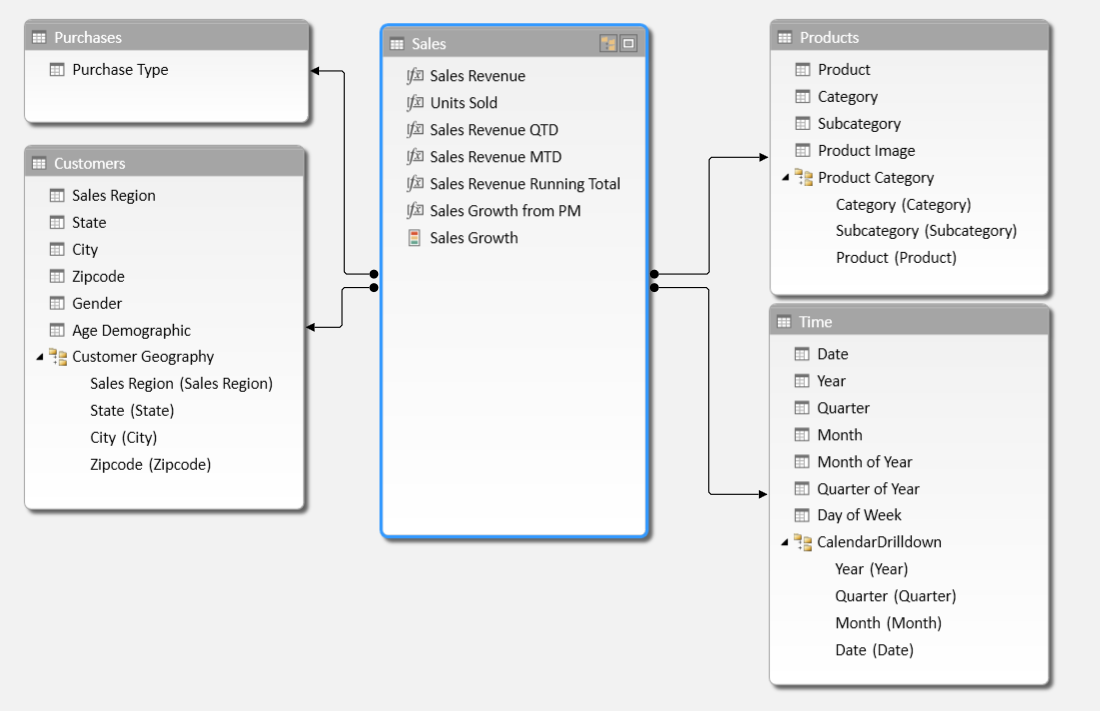 Purchases
Purchase Type
Customers
Sales Region
State
City
Zipcode
Gender
Age Demographic
Customer Geography
Sales Region (Sales Region)
State (State)
City (City)
Zipcode (Zipcode)
Sales
Sales Revenue
Units Sold
Sales Revenue QTD
Sales Revenue MTD
Sales Revenue Running Total
Sales Growth from PM
Sales Growth
Products
Product
Category
Subcategory
Product Image
Product Category
Category (Category)
Subcategory (Subcategory)
Product (Product)
Time
Date
Year
Quarter
Month
Month of Year
Quarter of Year
Day of Week
CalendarDrilldown
Year (Year)
Quarter (Quarter)
Month (Month)
Date (Date)